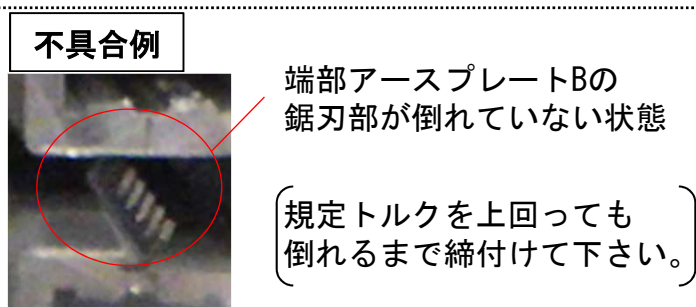 不具合例
端部アースプレートBの
鋸刃部が倒れていない状態
規定トルクを上回っても
倒れるまで締付けて下さい。